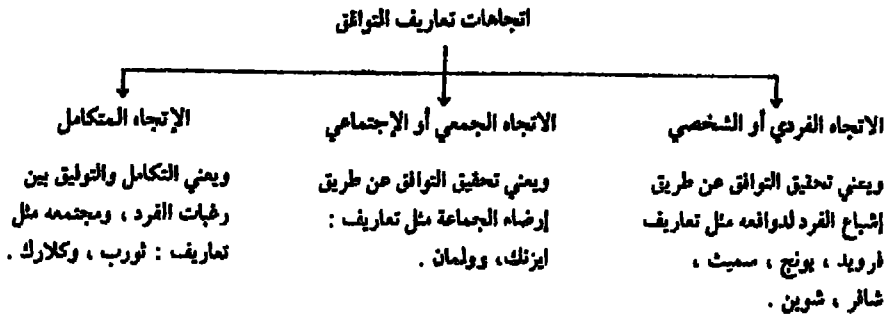 اتجاهات تعاريف التوافق
الاتجاه الفردي أو الشخصي
ويعني تحقيق التوافق عن طريق
إشباع الفرد لدوافعه مثل تعاريف
فرويد ، يونج ، سميث ،
شافر ، شوبن .
الاتجاه الجمعي أو الإجتماعي
ويعني تحقيق التوافق عن طريق
إرضاء الجماعة مثل تعاريف :
ايزنك، وولمان .
الإتجاه المتكامل
ويعني التكامل والتوفيق بين
رغبات الفرد ، ومجتمعه مثل
تعاريف : ثورب ، وكلارك .